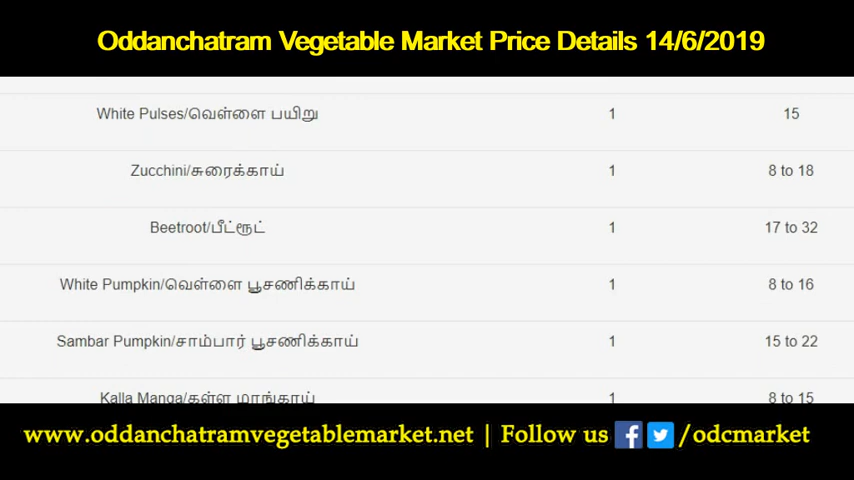 Oddanchatram Vegetable Market Price Details 14/6/2019
White Pulses/வெள்ளை பயிறு 1 15
Zucchini/சுரைக்காய் 1 8 to 18
Beetroot/பீட்ரூட் 1 17 to 32
White Pumpkin/வெள்ளை பூசணிக்காய் 1 8 to 16
Sambar Pumpkin/சாம்பார் பூசணிக்காய் 1 15 to 22
Kalla Manga/கள்ள மாங்காய் 1 8 to 15
www.oddanchatramvegetablemarket.net | Follow us /odcmarket